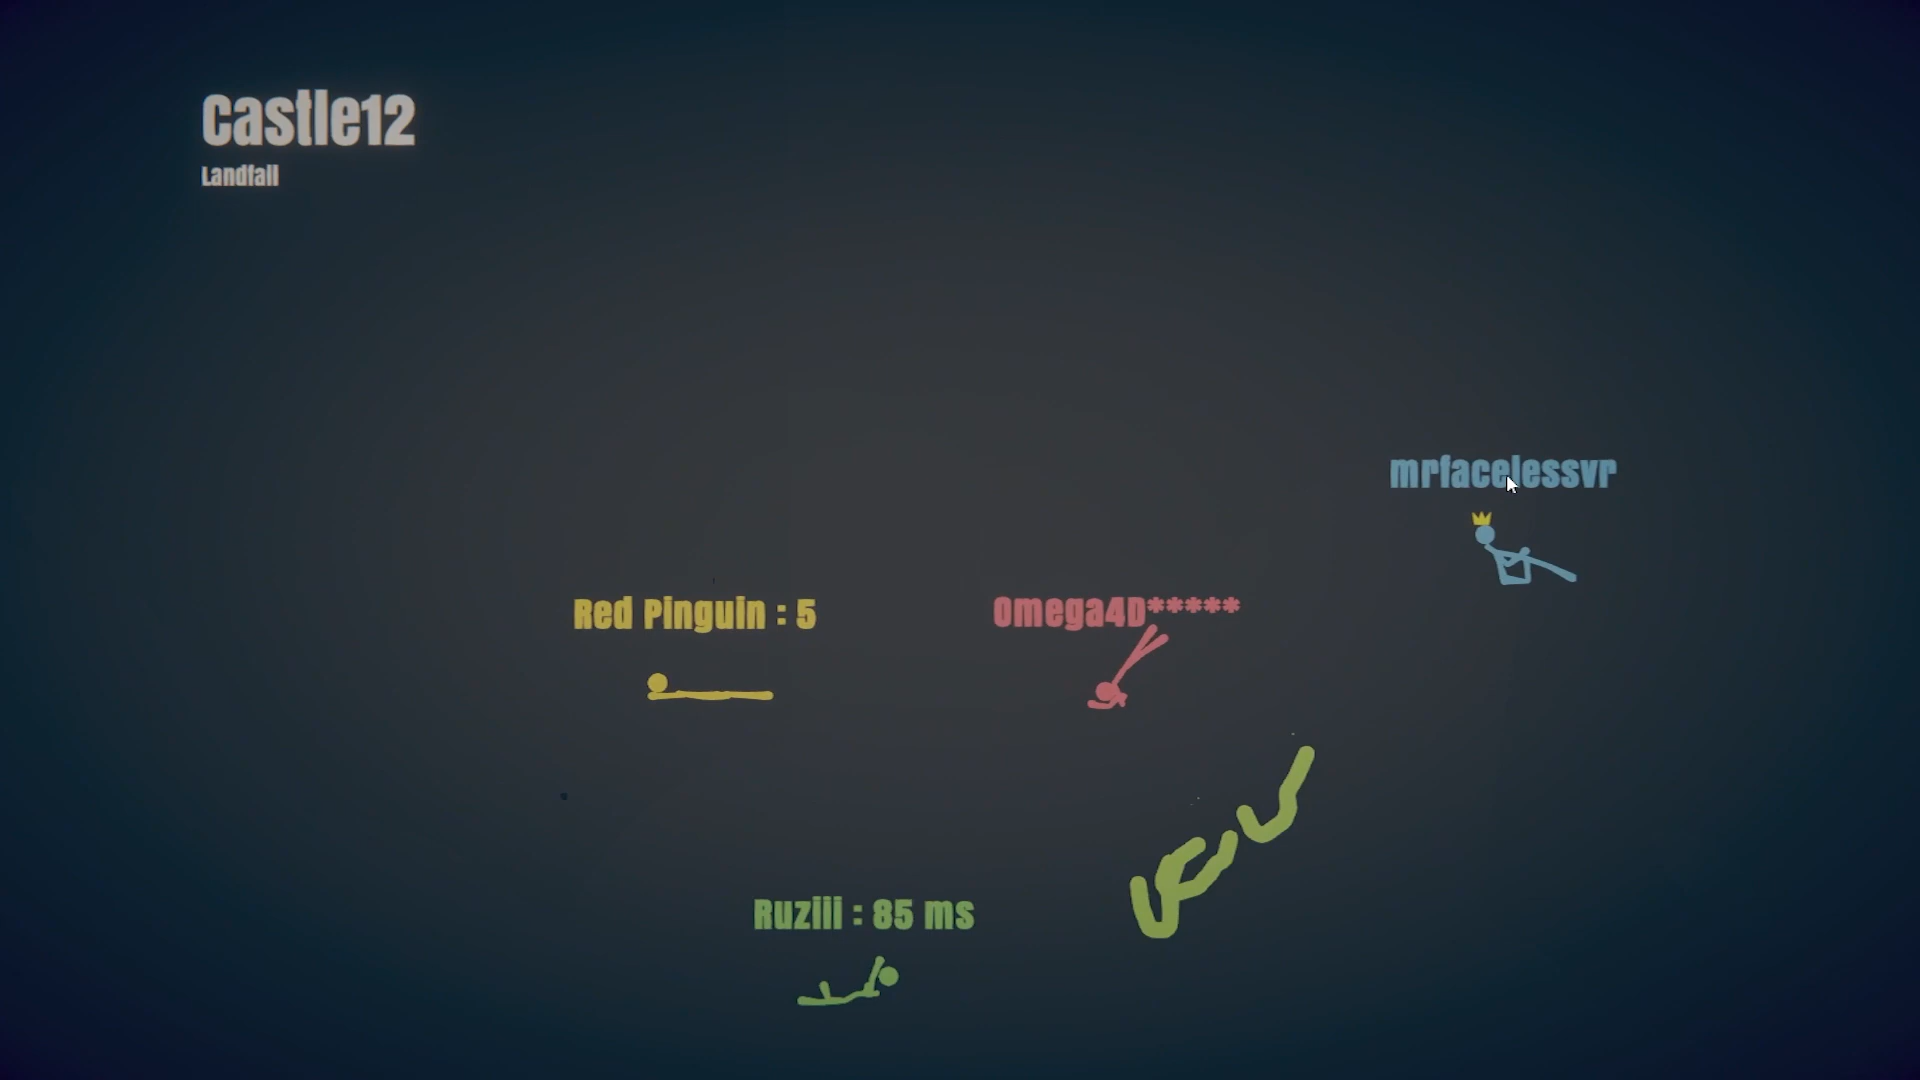 Castle12
Landfall
mrfacelessvr
Red Pinguin : 5
Omega4D*****
Ruziii : 85 ms